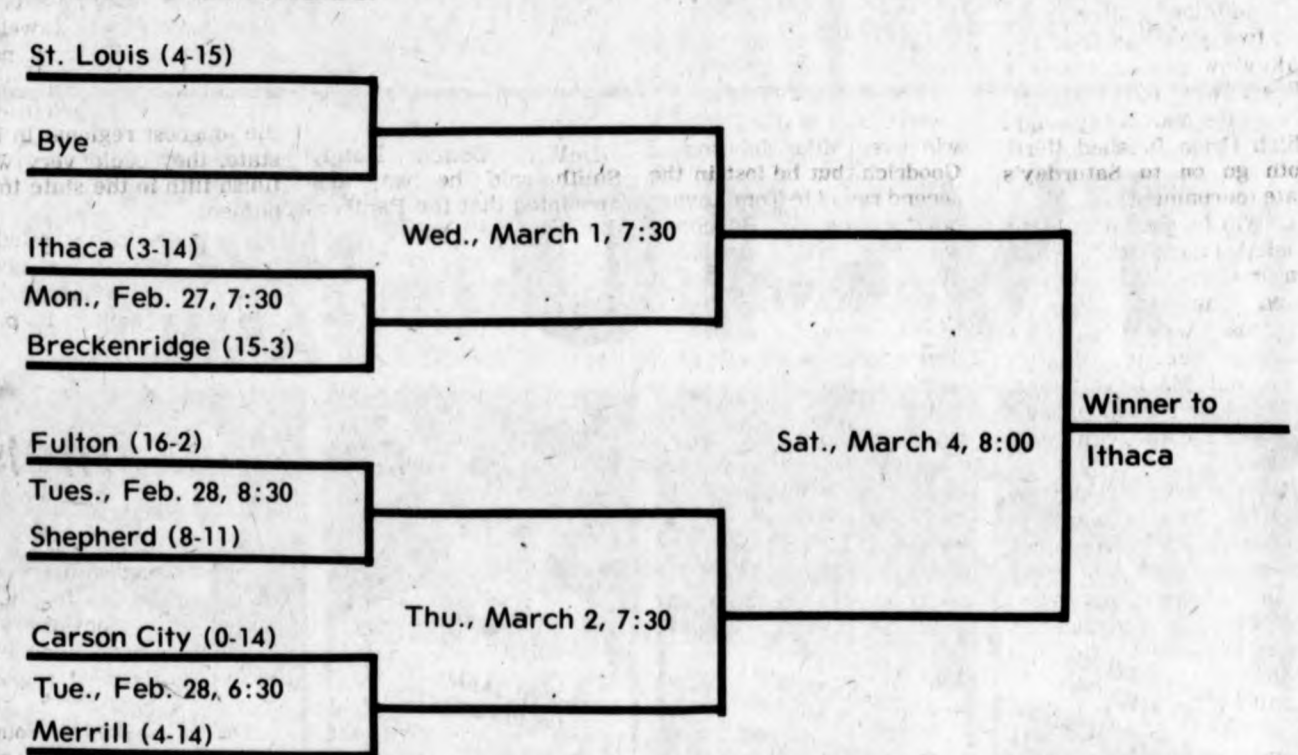 St. Louis (4-15)
Bye
Ithaca (3-14)
Mon., Feb. 27, 7:30
Breckenridge (15-3)
Wed., March 1, 7:30
Fulton (16-2)
Tues., Feb. 28, 8:30
Shepherd (8-11)
Sat., March 4, 8:00
Winner to
Ithaca
Carson City (0-14)
Tue., Feb. 28, 6:30
Merrill (4-14)
Thu., March 2, 7:30